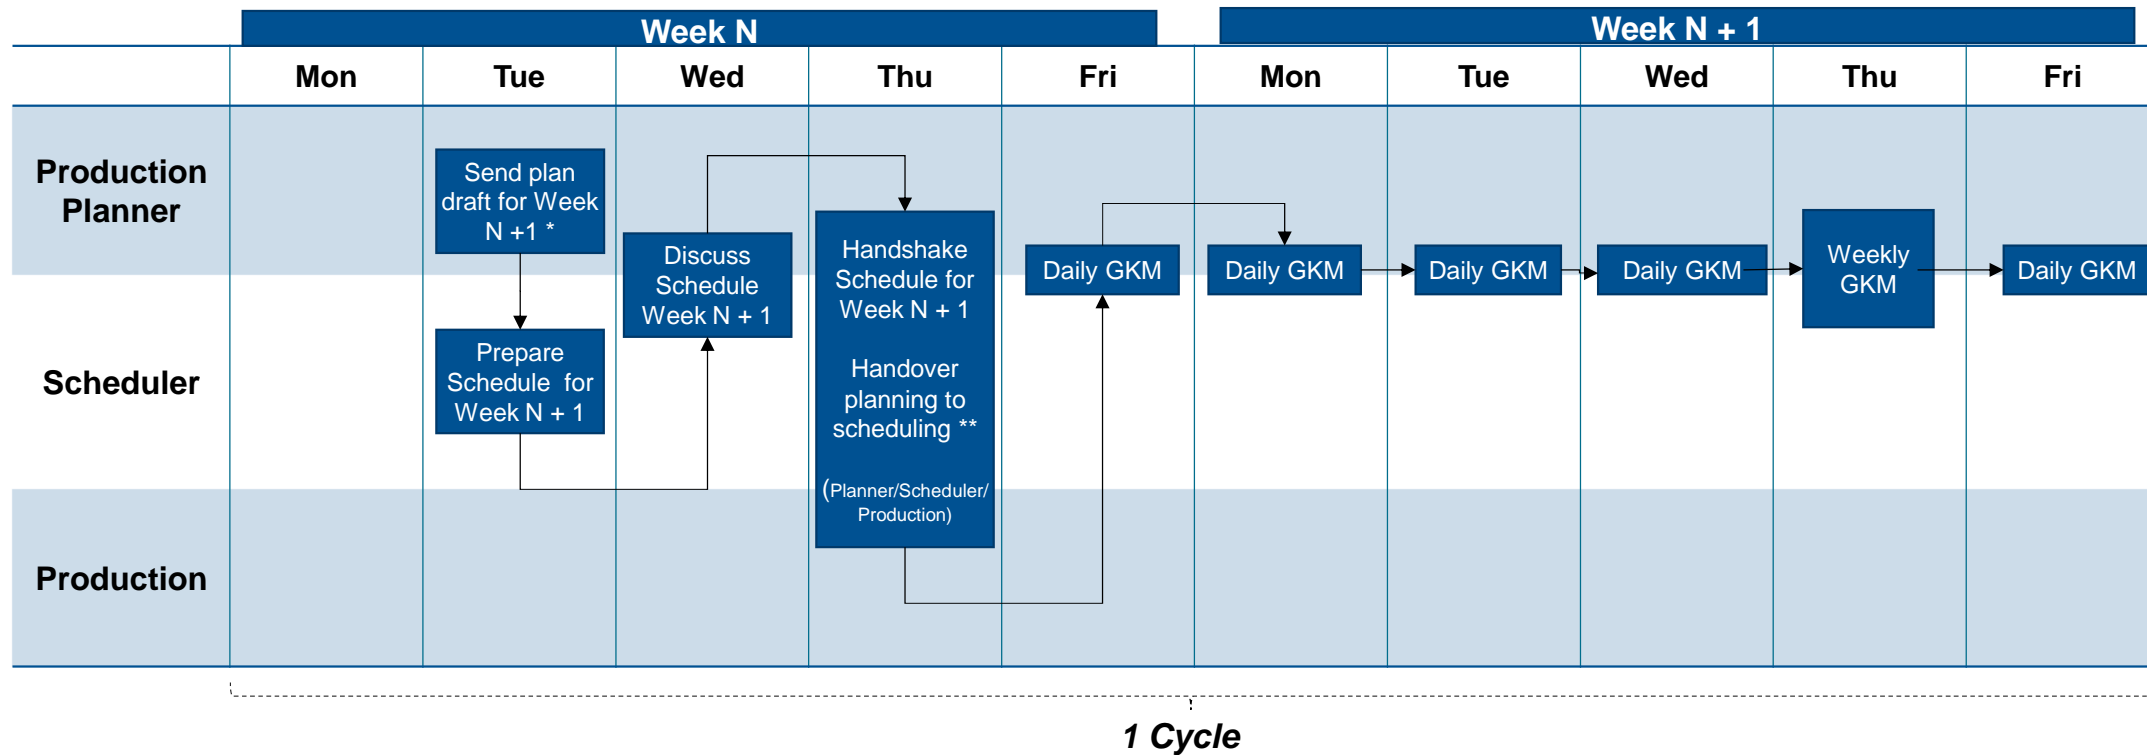 Week N
Week N + 1
Mon
Tue
Wed
Thu
Fri
Mon
Tue
Wed
Thu
Fri
Production
Planner
Send plan
draft for Week
N +1 *
Discuss
Schedule
Week N + 1
Handshake
Schedule for
Week N + 1
Handover
planning to
scheduling **
(Planner/Scheduler/
Production)
Daily GKM
Daily GKM
Daily GKM
Daily GKM
Weekly
GKM
Daily GKM
Scheduler
Prepare
Schedule for
Week N + 1
Production
1 Cycle